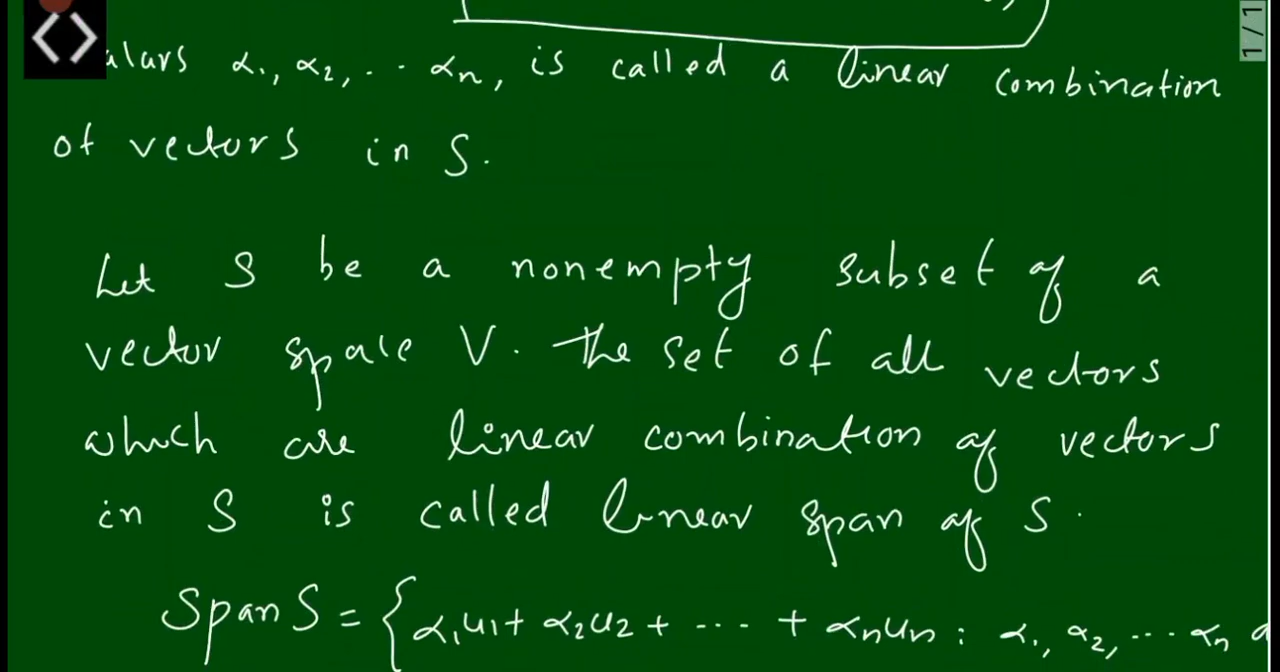 alars α1, α2, ... αn, is called a linear combination
of vectors in S.
Let S be a nonempty subset of a
vector space V. The set of all vectors
which are linear combination of vectors
in S is called linear span of S.
Span S = { α1u1 + α2u2 + ... + αnun : α1, α2, ... αn
1/1